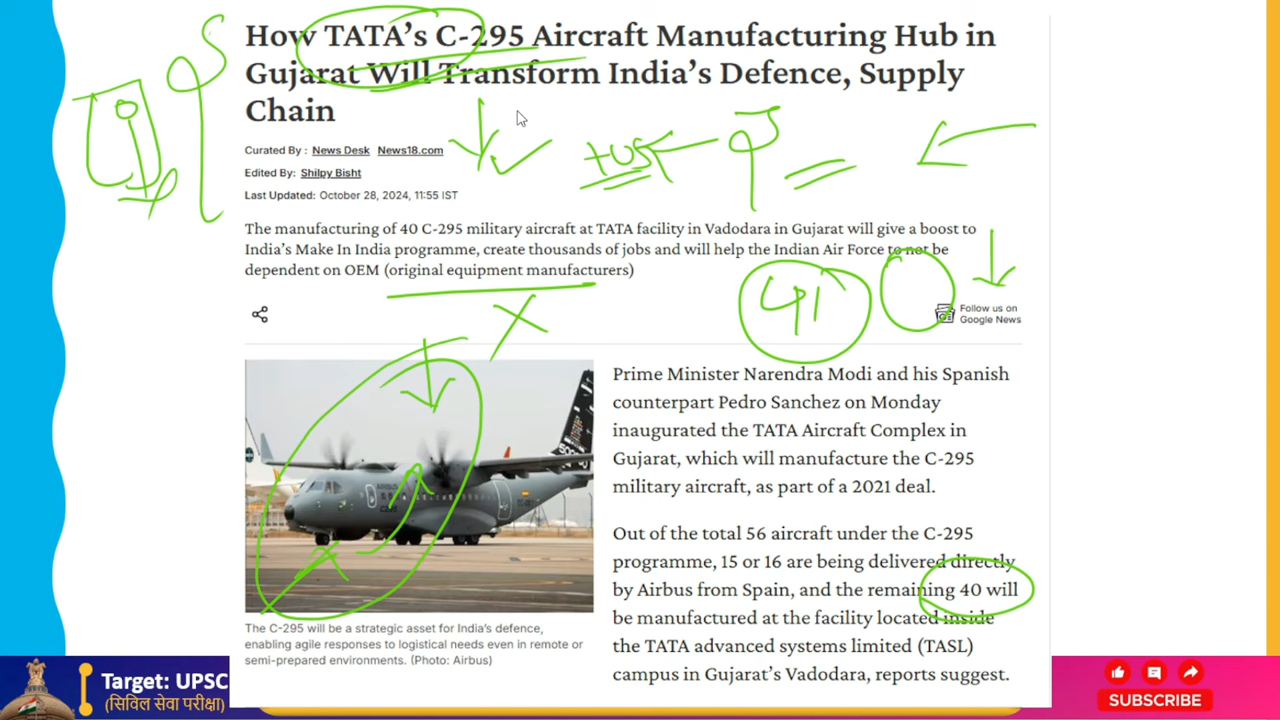 How TATA's C-295 Aircraft Manufacturing Hub in
Gujarat Will Transform India's Defence, Supply
Chain
Curated By : News Desk News18.com
Edited By: Shilpy Bisht
Last Updated: October 28, 2024, 11:55 IST
The manufacturing of 40 C-295 military aircraft at TATA facility in Vadodara in Gujarat will give a boost to
India's Make In India programme, create thousands of jobs and will help the Indian Air Force to not be
dependent on OEM (original equipment manufacturers)
Follow us on
Google News
Prime Minister Narendra Modi and his Spanish
counterpart Pedro Sanchez on Monday
inaugurated the TATA Aircraft Complex in
Gujarat, which will manufacture the C-295
military aircraft, as part of a 2021 deal.
Out of the total 56 aircraft under the C-295
programme, 15 or 16 are being delivered directly
by Airbus from Spain, and the remaining 40 will
be manufactured at the facility located inside
the TATA advanced systems limited (TASL)
campus in Gujarat's Vadodara, reports suggest.
The C-295 will be a strategic asset for India's defence,
enabling agile responses to logistical needs even in remote or
semi-prepared environments. (Photo: Airbus)
Target: UPSC
(सिविल सेवा परीक्षा)
SUBSCRIBE